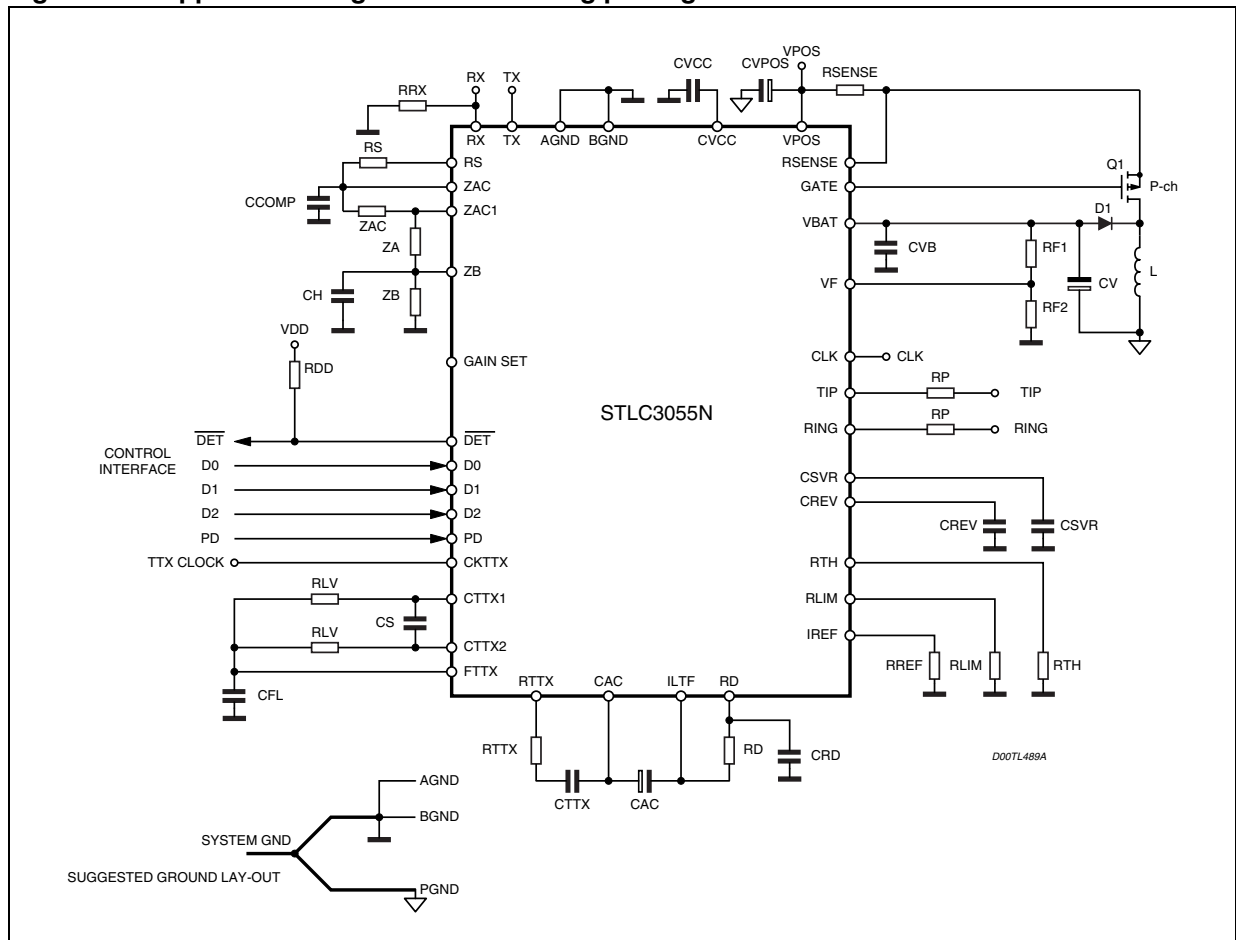 VPOS
RX TX CVCC CVPOS RSENSE
RRX
RX TX AGND BGND CVCC VPOS
RS RS RSENSE
Q1
ZAC GATE P-ch
CCOMP
ZAC ZAC1 VBAT D1
ZA CVB RF1
ZB VF CV L
CH ZB RF2
VDD
RDD GAIN SET CLK CLK
RP
TIP TIP
STLC3055N
RP
RING RING
DET DET
CONTROL INTERFACE
D0 D0 CSVR
D1 D1 CREV
D2 D2 CREV CSVR
PD PD
TTX CLOCK CKTTX RTH
RLV CTTX1 RLIM
CS
RLV CTTX2 IREF
FTTX RREF RLIM RTH
CFL RTTX CAC ILTF RD
RTTX RD CRD D00TL489A
CTTX CAC
AGND
BGND
SYSTEM GND
SUGGESTED GROUND LAY-OUT
PGND